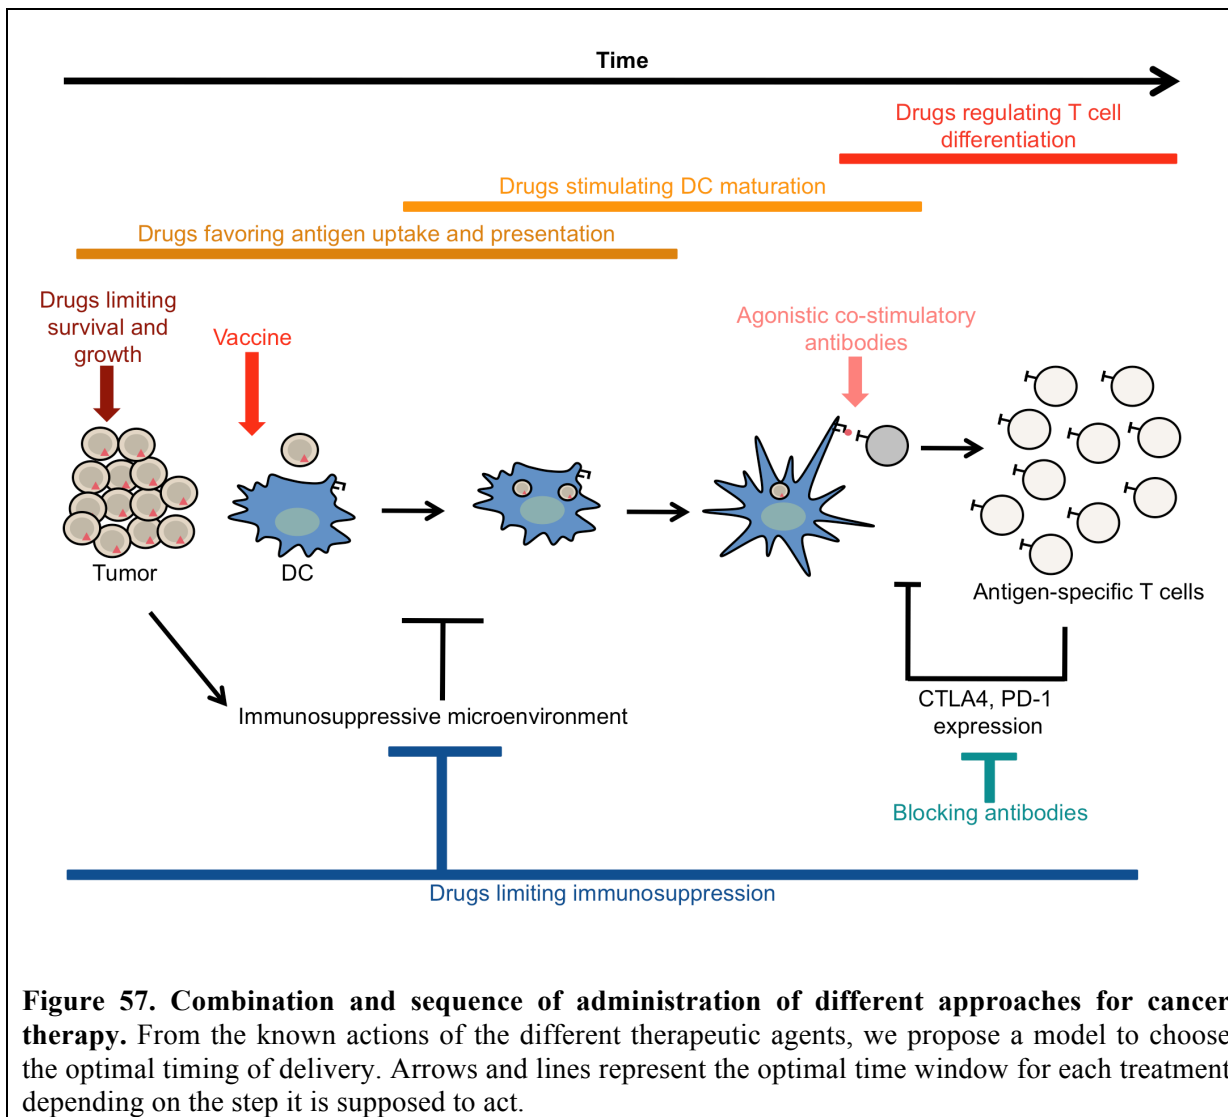 Time
Drugs regulating T cell
differentiation
Drugs stimulating DC maturation
Drugs favoring antigen uptake and presentation
Drugs limiting
survival and
growth
Vaccine
Agonistic co-stimulatory
antibodies
Tumor
DC
Antigen-specific T cells
Immunosuppressive microenvironment
CTLA4, PD-1
expression
Blocking antibodies
Drugs limiting immunosuppression
Figure 57. Combination and sequence of administration of different approaches for cancer
therapy. From the known actions of the different therapeutic agents, we propose a model to choose
the optimal timing of delivery. Arrows and lines represent the optimal time window for each treatment
depending on the step it is supposed to act.